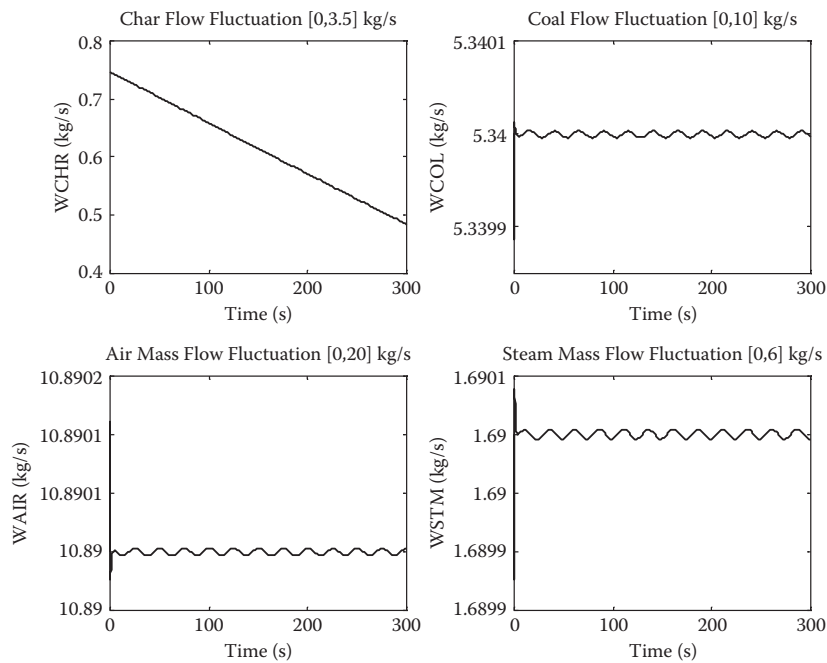 Char Flow Fluctuation [0,3.5] kg/s
0.8
0.7
0.6
0.5
0.4
WCHR (kg/s)
0 100 200 300
Time (s)
Coal Flow Fluctuation [0,10] kg/s
5.3401
5.34
5.3399
WCOL (kg/s)
0 100 200 300
Time (s)
Air Mass Flow Fluctuation [0,20] kg/s
10.8902
10.8901
10.8901
10.89
10.89
WAIR (kg/s)
0 100 200 300
Time (s)
Steam Mass Flow Fluctuation [0,6] kg/s
1.6901
1.69
1.69
1.6899
1.6899
WSTM (kg/s)
0 100 200 300
Time (s)